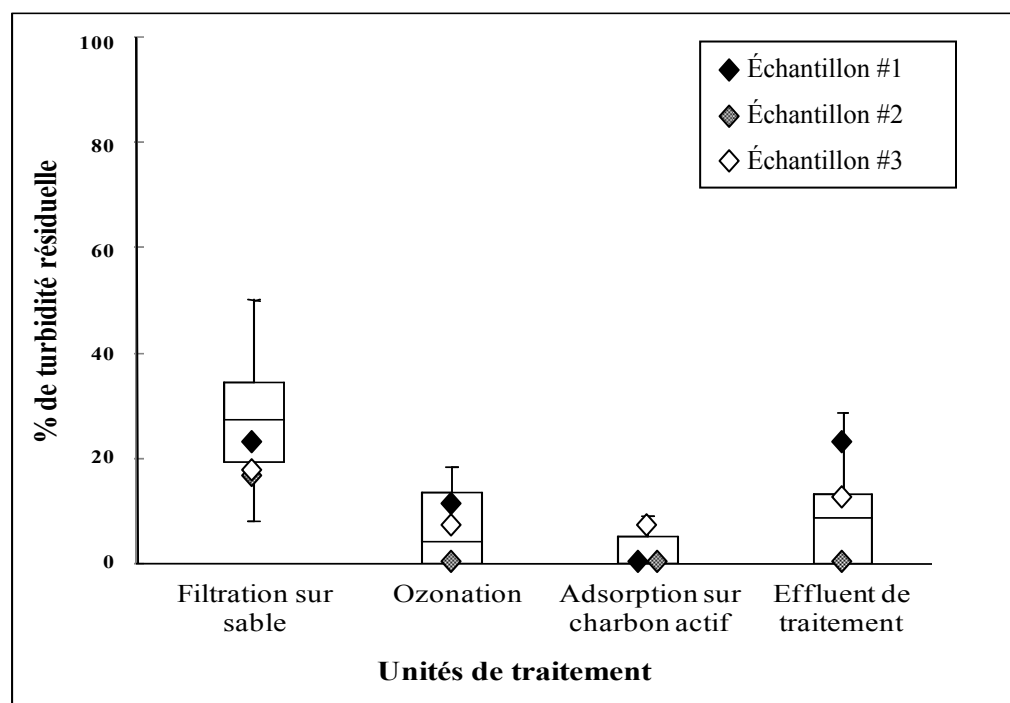 100
80
60
40
20
0
% de turbidité résiduelle
Échantillon #1
Échantillon #2
Échantillon #3
Filtration sur
sable
Ozonation
Adsorption sur
charbon actif
Effluent de
traitement
Unités de traitement